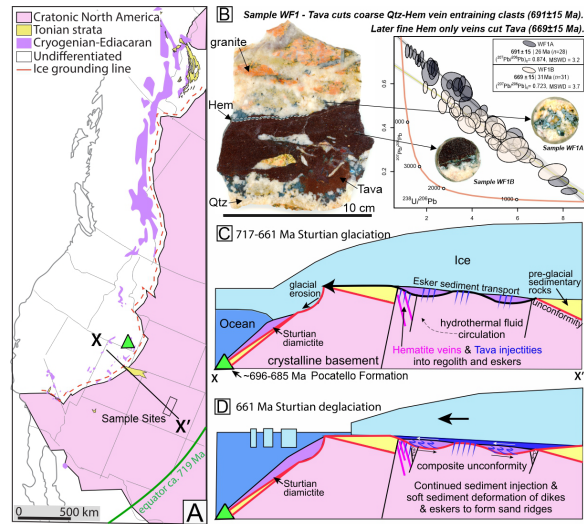 Cratonic North America
Tonian strata
Cryogenian-Ediacaran
Undifferentiated
Ice grounding line
X
Sample Sites
X'
equator ca. 719 Ma
0 500 km
A
B
Sample WF1 - Tava cuts coarse Qtz-Hem vein entraining clasts (691±15 Ma).
Later fine Hem only veins cut Tava (669±15 Ma).
granite
Hem
Qtz
Tava
10 cm
WF1A
691±15 | 26 Ma (n=28)
(207Pb/206Pb)₀= 0.874, MSWD = 3.2
WF1B
669±15 | 31Ma (n=31)
(207Pb/206Pb)₀= 0.723, MSWD = 3.7
Sample WF1A
Sample WF1B
0.6
0.4
0.2
207Pb/206Pb
3000
2000
1000
238U/206Pb
2 4 6 8
C 717-661 Ma Sturtian glaciation
Ice
glacial
erosion
Esker sediment transport
pre-glacial
sedimentary
rocks
unconformity
Ocean
Sturtian
diamictite
hydrothermal fluid
circulation
Hematite veins & Tava injectites
into regolith and eskers
crystalline basement
X
~696-685 Ma Pocatello Formation
X'
D 661 Ma Sturtian deglaciation
composite unconformity
Sturtian
diamictite
Continued sediment injection &
soft sediment deformation of dikes
& eskers to form sand ridges